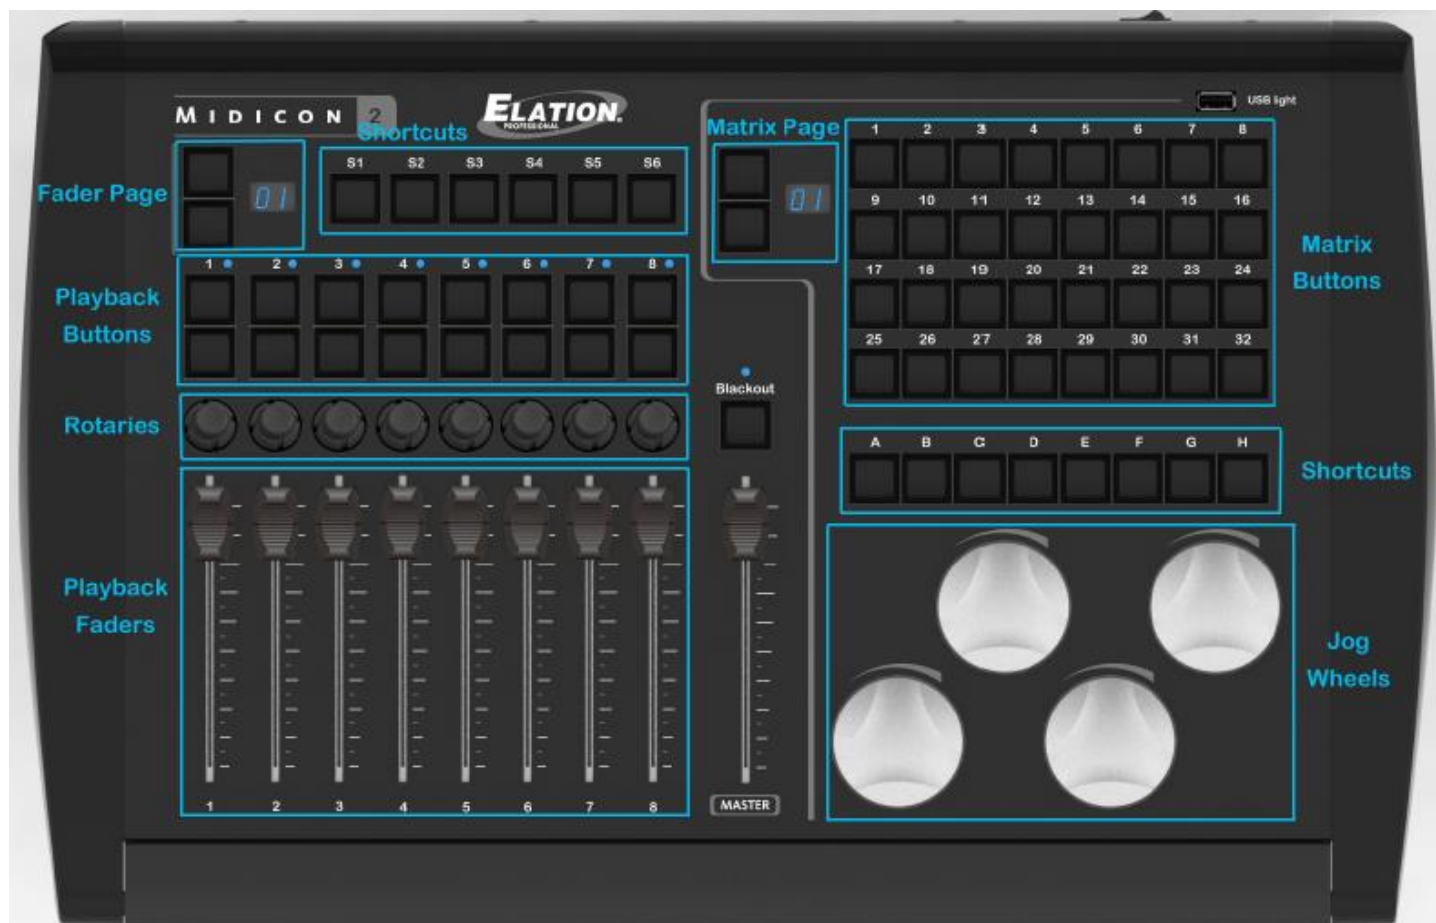 MIDICON 2
ELATION
PROFESSIONAL
USB light
Shortcuts
S1 S2 S3 S4 S5 S6
Fader Page
01
Matrix Page
01
1 2 3 4 5 6 7 8
9 10 11 12 13 14 15 16
17 18 19 20 21 22 23 24
25 26 27 28 29 30 31 32
Matrix
Buttons
1 2 3 4 5 6 7 8
Playback
Buttons
Rotaries
Blackout
A B C D E F G H
Shortcuts
Playback
Faders
1 2 3 4 5 6 7 8
MASTER
Jog
Wheels